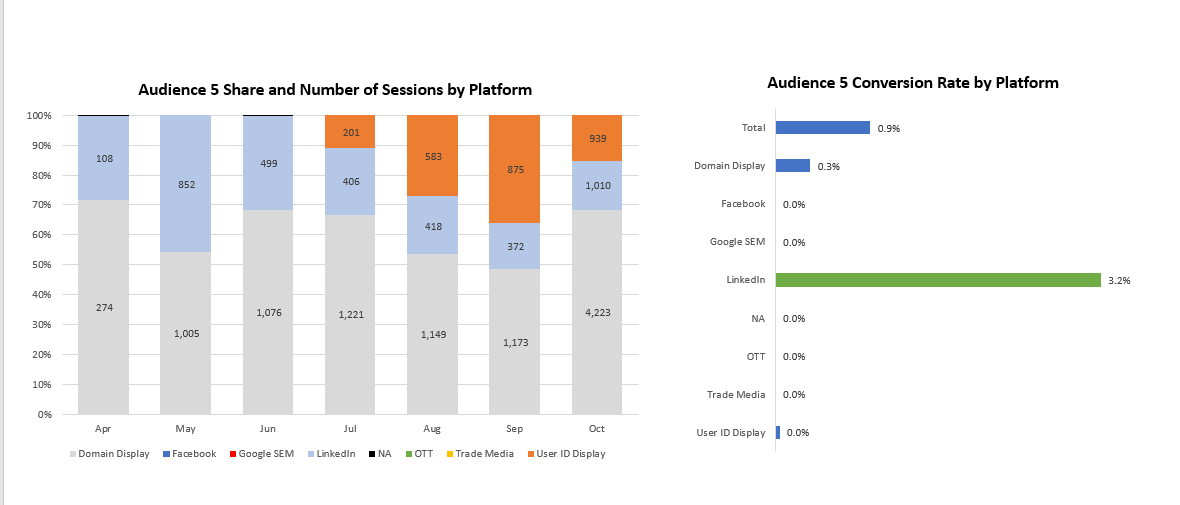 Audience 5 Share and Number of Sessions by Platform
100%
90%
80%
70%
60%
50%
40%
30%
20%
10%
0%
108
852
499
201
406
583
418
875
372
939
1,010
274
1,005
1,076
1,221
1,149
1,173
4,223
Apr May Jun Jul Aug Sep Oct
Domain Display Facebook Google SEM LinkedIn NA OTT Trade Media User ID Display
Audience 5 Conversion Rate by Platform
Total 0.9%
Domain Display 0.3%
Facebook 0.0%
Google SEM 0.0%
LinkedIn 3.2%
NA 0.0%
OTT 0.0%
Trade Media 0.0%
User ID Display 0.0%